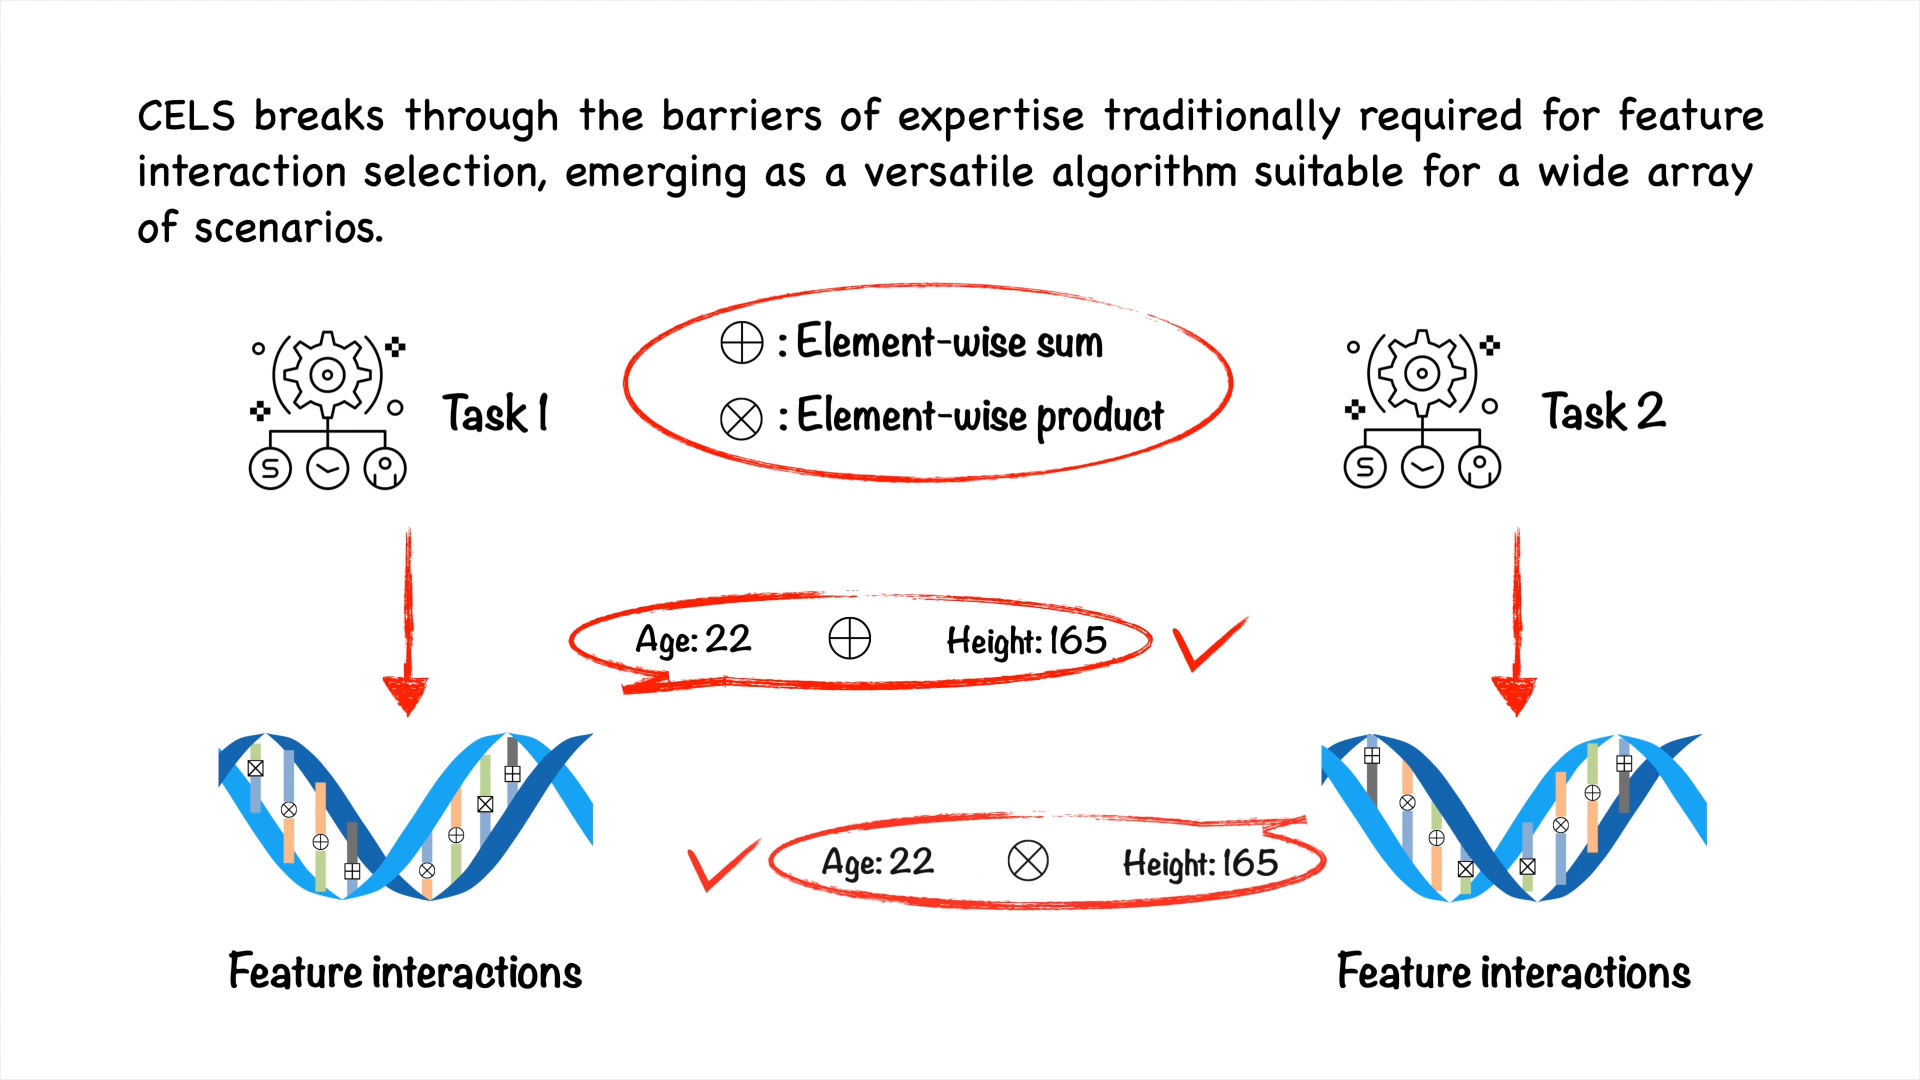 CELS breaks through the barriers of expertise traditionally required for feature
interaction selection, emerging as a versatile algorithm suitable for a wide array
of scenarios.
⊕ : Element-wise sum
⊗ : Element-wise product
Task 1
Task 2
S
S
Age: 22 ⊕ Height: 165
Age: 22 ⊗ Height: 165
Feature interactions
Feature interactions